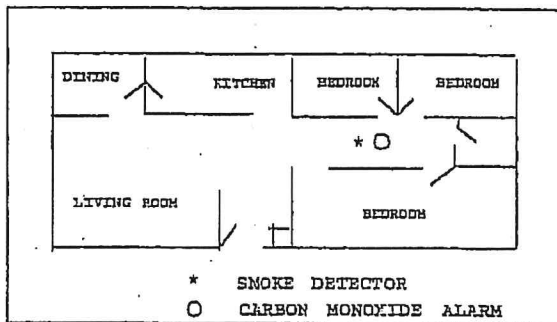 DINING KITCHEN BEDROOM BEDROOM
* O
LIVING ROOM BEDROOM
* SMOKE DETECTOR
O CARBON MONOXIDE ALARM